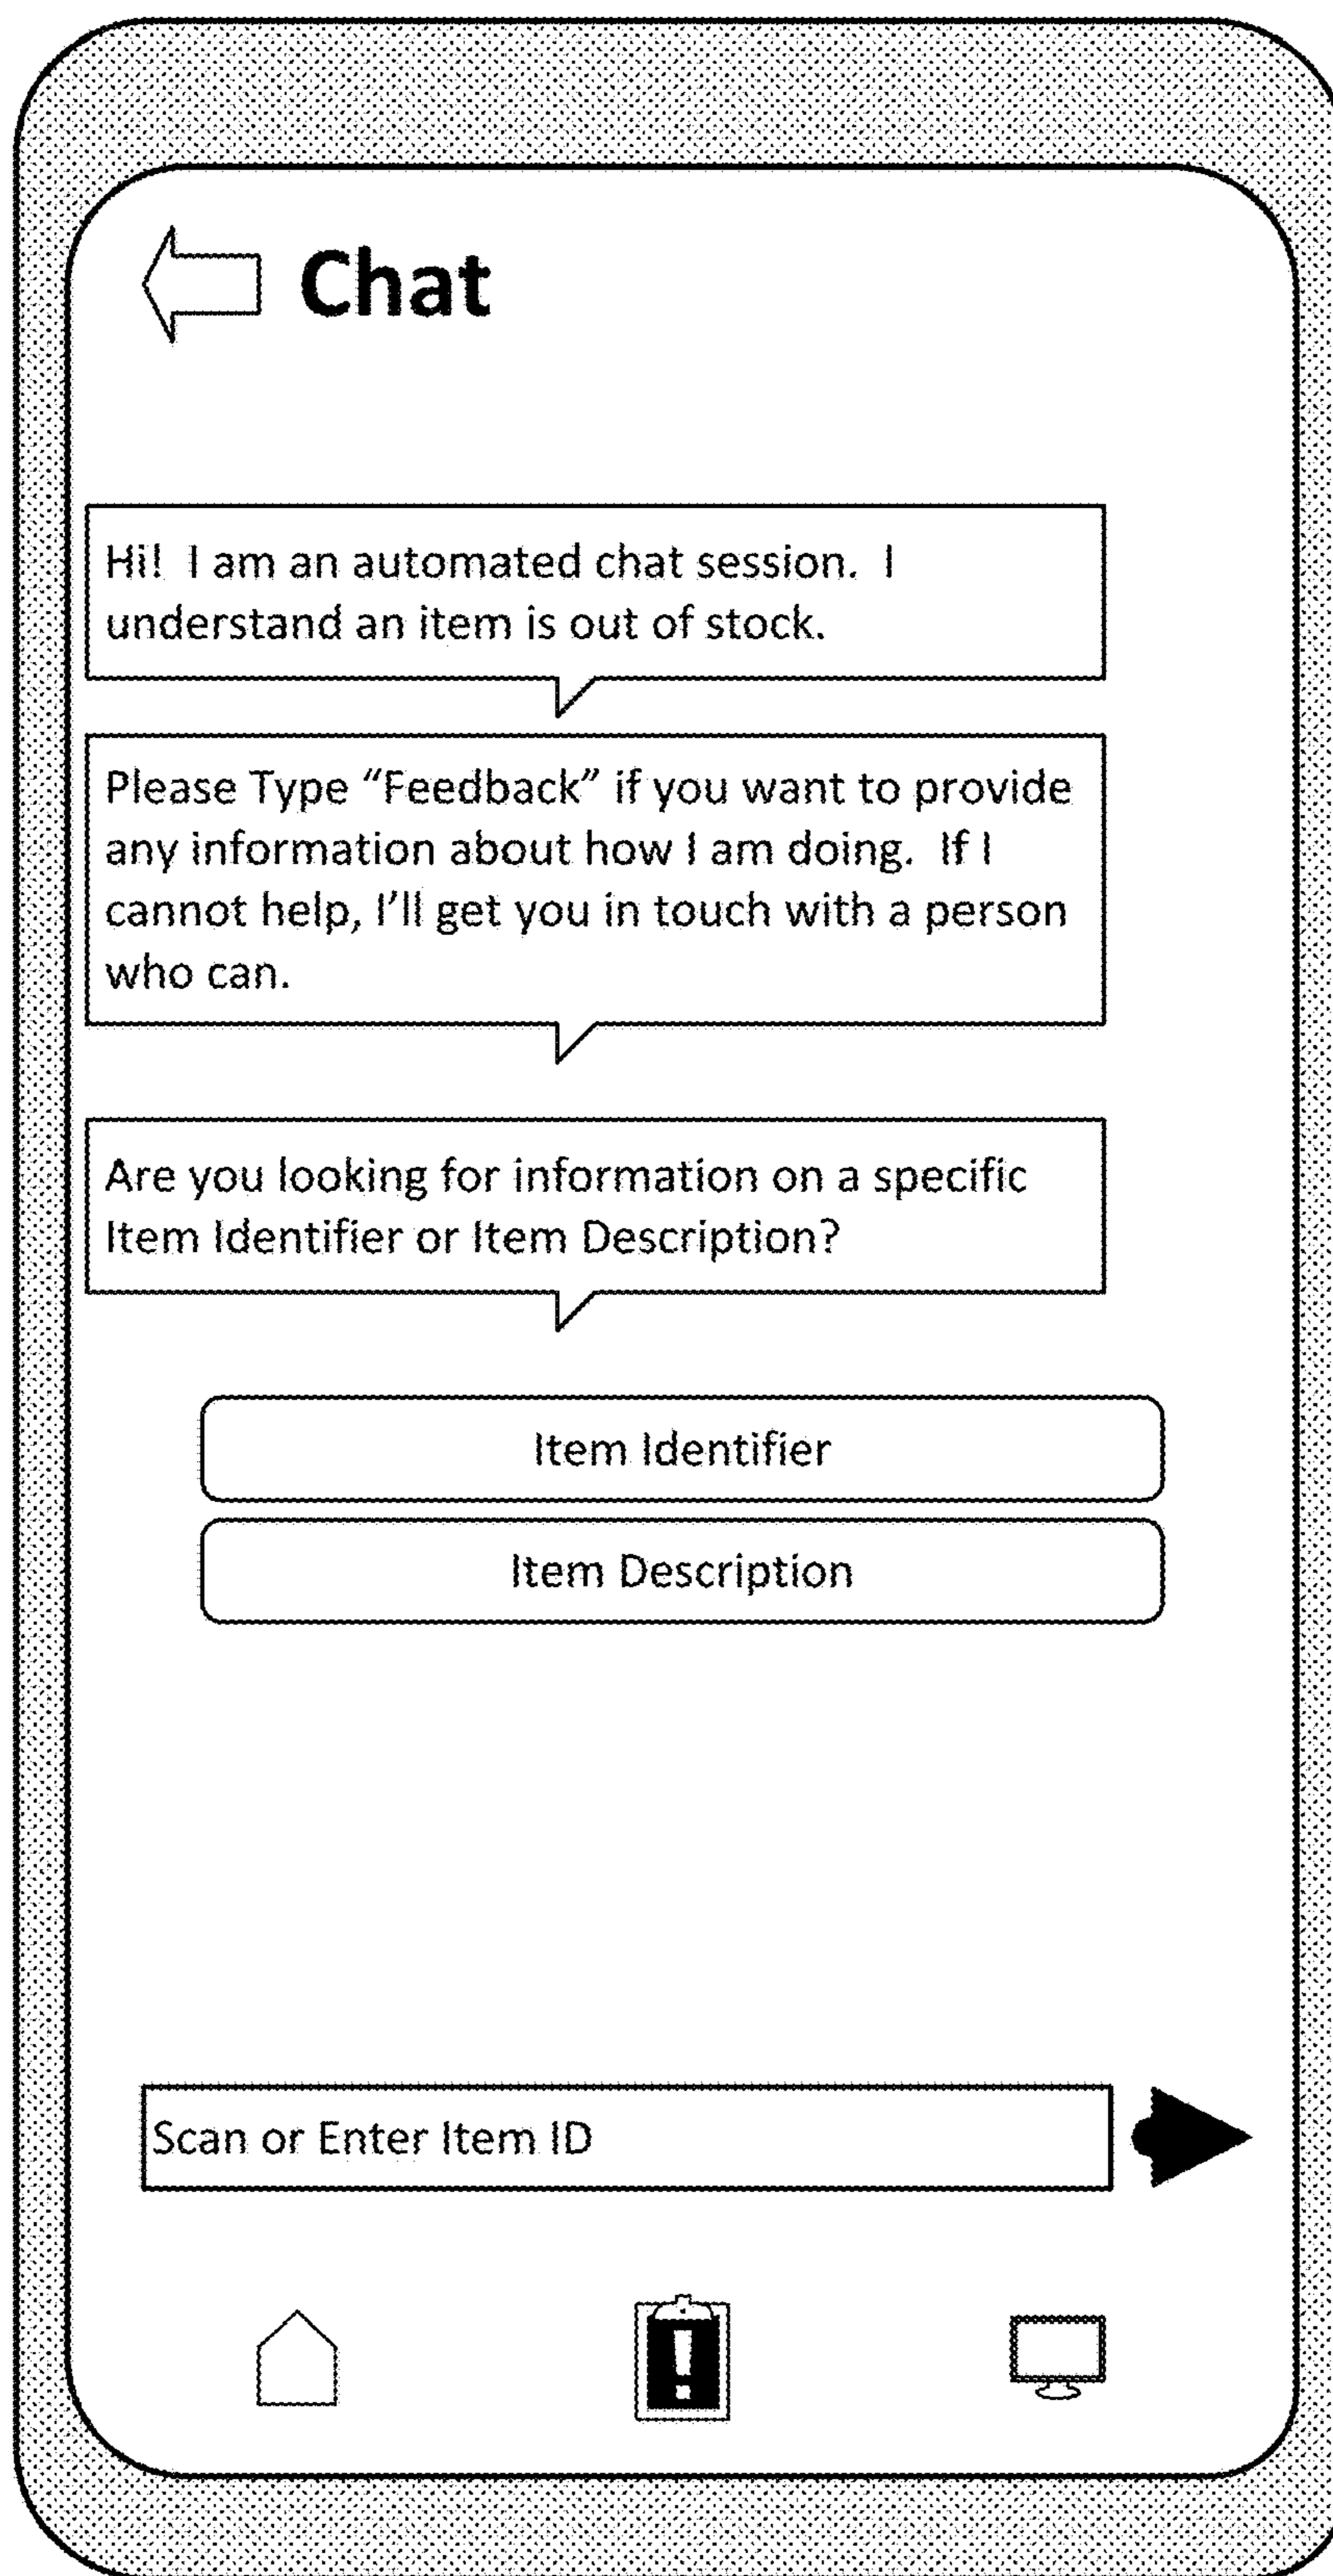 Chat
Hi!  I am an automated chat session.  I
understand an item is out of stock.
Please Type “Feedback” if you want to provide
any information about how I am doing.  If I
cannot help, I’ll get you in touch with a person
who can.
Are you looking for information on a specific
Item Identifier or Item Description?
Item Identifier
Item Description
Scan or Enter Item ID
!